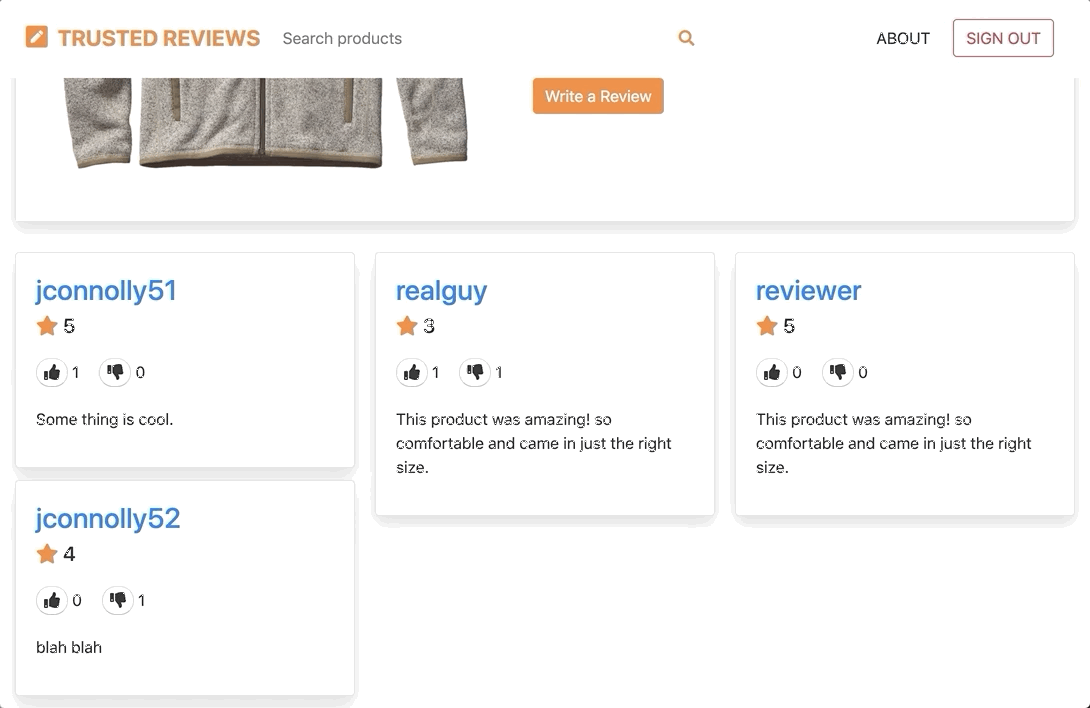 TRUSTED REVIEWS
Search products
ABOUT
SIGN OUT
Write a Review
jconnolly51
5
1 0
Some thing is cool.
realguy
3
1 1
This product was amazing! so
comfortable and came in just the right
size.
reviewer
5
0 0
This product was amazing! so
comfortable and came in just the right
size.
jconnolly52
4
0 1
blah blah